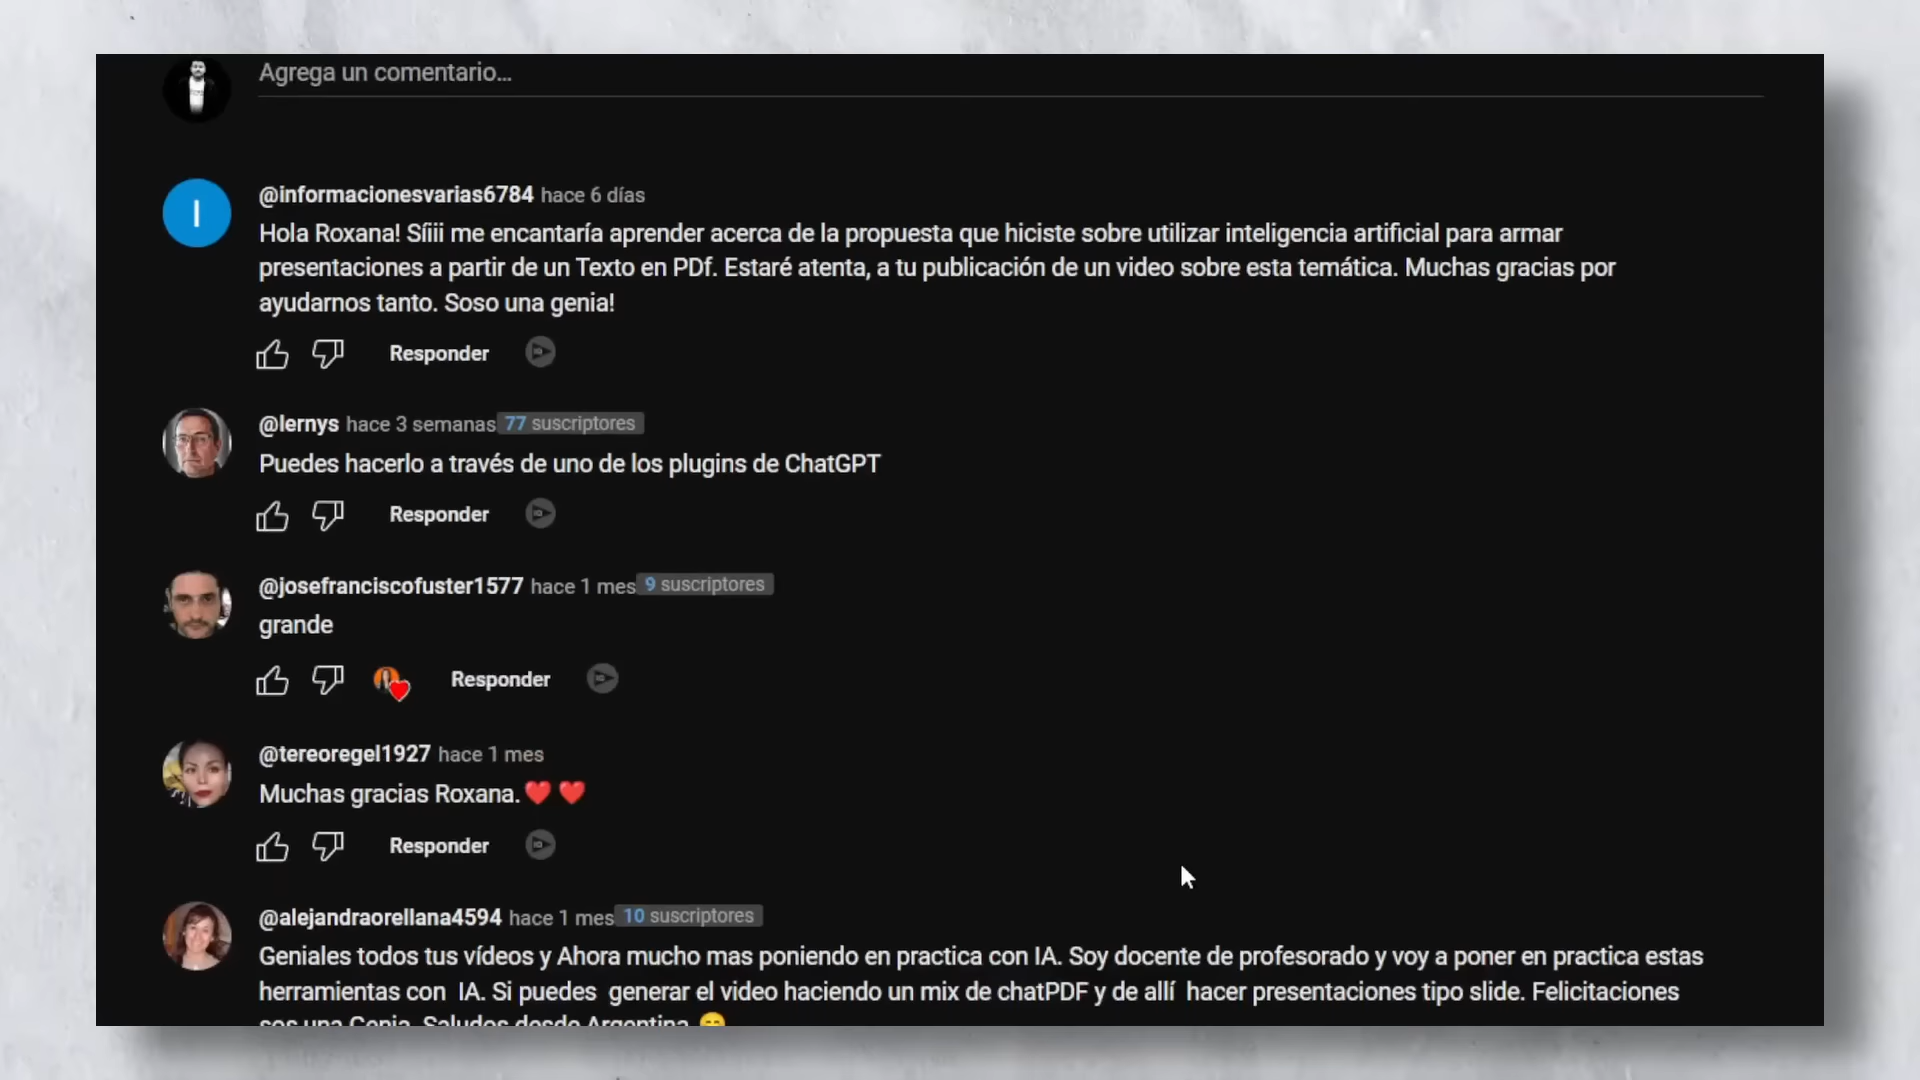 Agrega un comentario...
I
@informacionesvarias6784 hace 6 días
Hola Roxana! Síiii me encantaría aprender acerca de la propuesta que hiciste sobre utilizar inteligencia artificial para armar
presentaciones a partir de un Texto en PDf. Estaré atenta, a tu publicación de un video sobre esta temática. Muchas gracias por
ayudarnos tanto. Soso una genia!
Responder
@lernys hace 3 semanas 77 suscriptores
Puedes hacerlo a través de uno de los plugins de ChatGPT
Responder
@josefranciscofuster1577 hace 1 mes 9 suscriptores
grande
Responder
@tereoregel1927 hace 1 mes
Muchas gracias Roxana.❤️ ❤️
Responder
@alejandraorellana4594 hace 1 mes 10 suscriptores
Geniales todos tus vídeos y Ahora mucho mas poniendo en practica con IA. Soy docente de profesorado y voy a poner en practica estas
herramientas con IA. Si puedes generar el video haciendo un mix de chatPDF y de allí hacer presentaciones tipo slide. Felicitaciones
sos una Genia. Saludos desde Argentina 😊